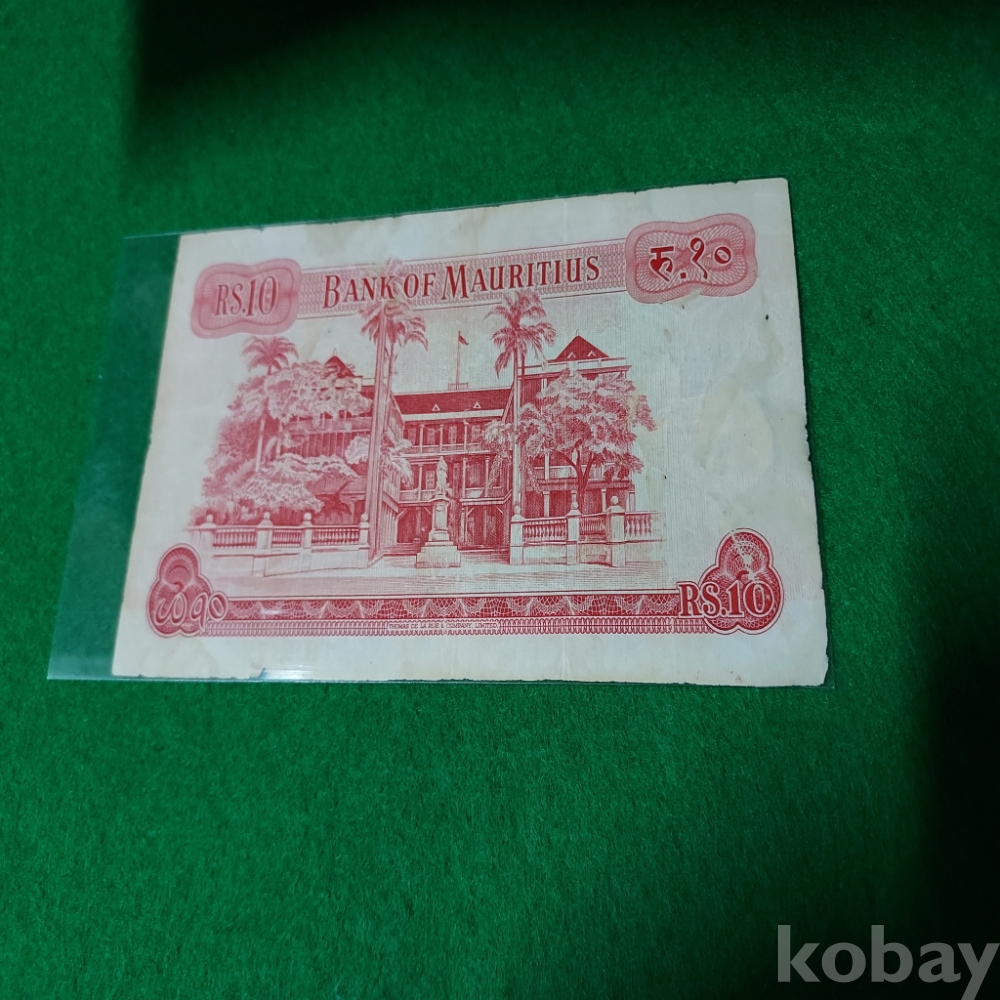 RS.10
BANK OF MAURITIUS
रु.१०
RS.10
THOMAS DE LA RUE & COMPANY, LIMITED
kobay